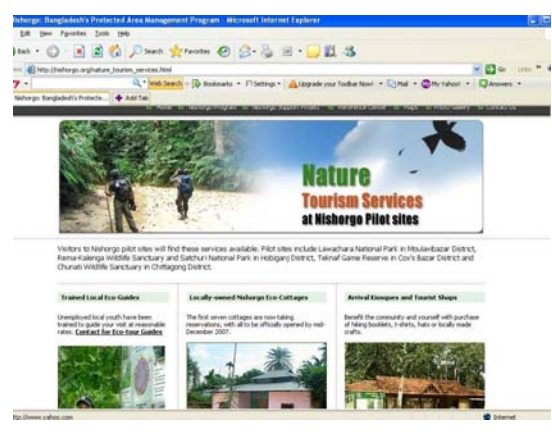 Nishorgo: Bangladesh's Protected Area Management Program - Microsoft Internet Explorer
Edit View Favorites Tools Help
Back Search Favorites
http://nishorgo.org/nature_tourism_services.html Go Links
Web Search Bookmarks Settings Upgrade your Toolbar Now! Mail My Yahoo! Answers
Nishorgo: Bangladesh's Protecte... Add Tab
Home Nishorgo Program Nishorgo Support Project Reference Center Maps Photo Gallery Contact Us
Nature
Tourism Services
at Nishorgo Pilot sites
Visitors to Nishorgo pilot sites will find these services available. Pilot sites include Lawachara National Park in Moulavibazar District,
Rema-Kalenga Wildlife Sanctuary and Satchuri National Park in Hobiganj District, Teknaf Game Reserve in Cox's Bazar District and
Chunati Wildlife Sanctuary in Chittagong District.
Trained Local Eco-Guides
Unemployed local youth have been
trained to guide your visit at reasonable
rates. Contact for Eco-tour Guides
Locally-owned Nishorgo Eco-Cottages
The first seven cottages are now taking
reservations, with all to be officially opened by mid-
December 2007.
Arrival Kiosques and Tourist Shops
Benefit the community and yourself with purchase
of hiking booklets, t-shirts, hats or locally made
crafts.
http://www.yahoo.com Internet